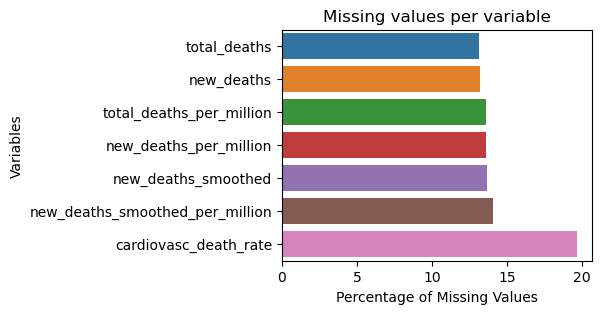 Missing values per variable
Variables
total_deaths
new_deaths
total_deaths_per_million
new_deaths_per_million
new_deaths_smoothed
new_deaths_smoothed_per_million
cardiovasc_death_rate
0 5 10 15 20
Percentage of Missing Values